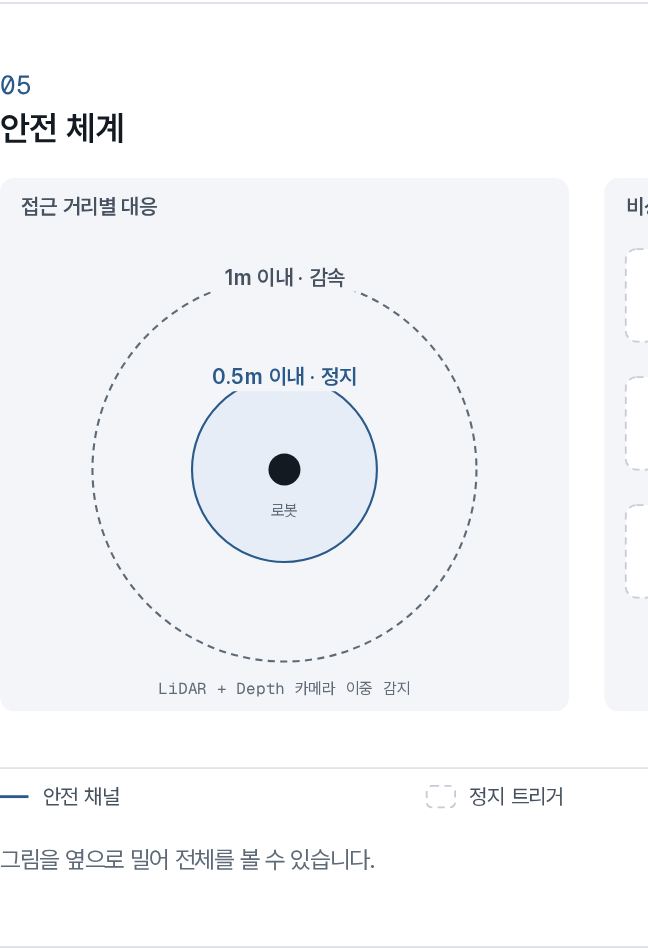 05
안전 체계
접근 거리별 대응
1m 이내 · 감속
0.5m 이내 · 정지
로봇
LiDAR + Depth 카메라 이중 감지
안전 채널
정지 트리거
그림을 옆으로 밀어 전체를 볼 수 있습니다.